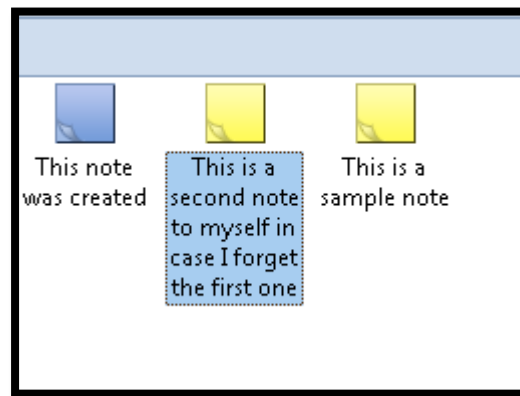 This note
was created
This is a
second note
to myself in
case I forget
the first one
This is a
sample note